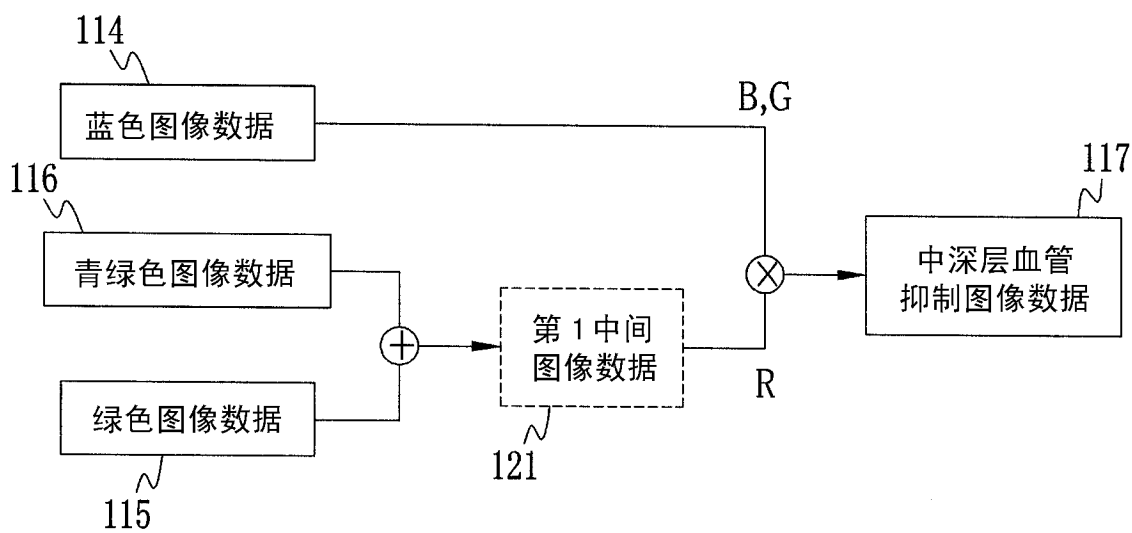 114
蓝色图像数据
B,G
116
青绿色图像数据
117
中深层血管
抑制图像数据
第1中间
图像数据
R
绿色图像数据
121
115